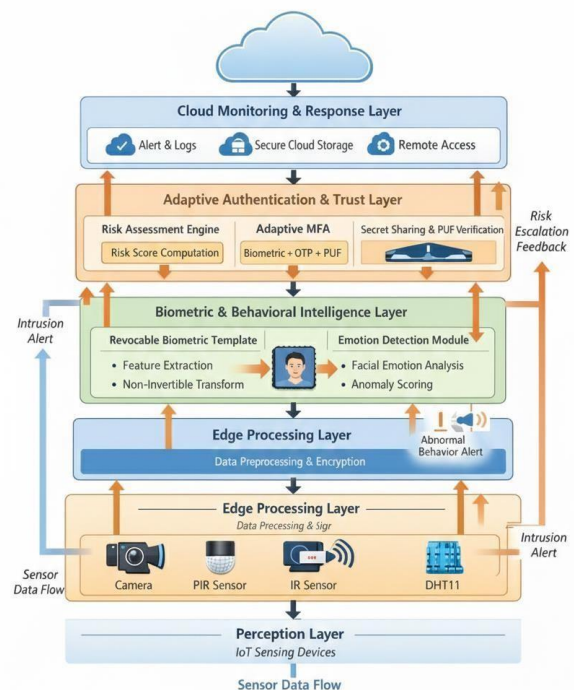 Cloud Monitoring & Response Layer
Alert & Logs
Secure Cloud Storage
Remote Access
Adaptive Authentication & Trust Layer
Risk Assessment Engine
Risk Score Computation
Adaptive MFA
Biometric + OTP + PUF
Secret Sharing & PUF Verification
Risk
Escalation
Feedback
Intrusion
Alert
Biometric & Behavioral Intelligence Layer
Revocable Biometric Template
• Feature Extraction
• Non-Invertible Transform
Emotion Detection Module
• Facial Emotion Analysis
• Anomaly Scoring
Edge Processing Layer
Data Preprocessing & Encryption
Abnormal
Behavior Alert
Edge Processing Layer
Data Precessing & Sigr
Camera
PIR Sensor
IR Sensor
DHT11
Sensor
Data Flow
Intrusion
Alert
Perception Layer
IoT Sensing Devices
Sensor Data Flow